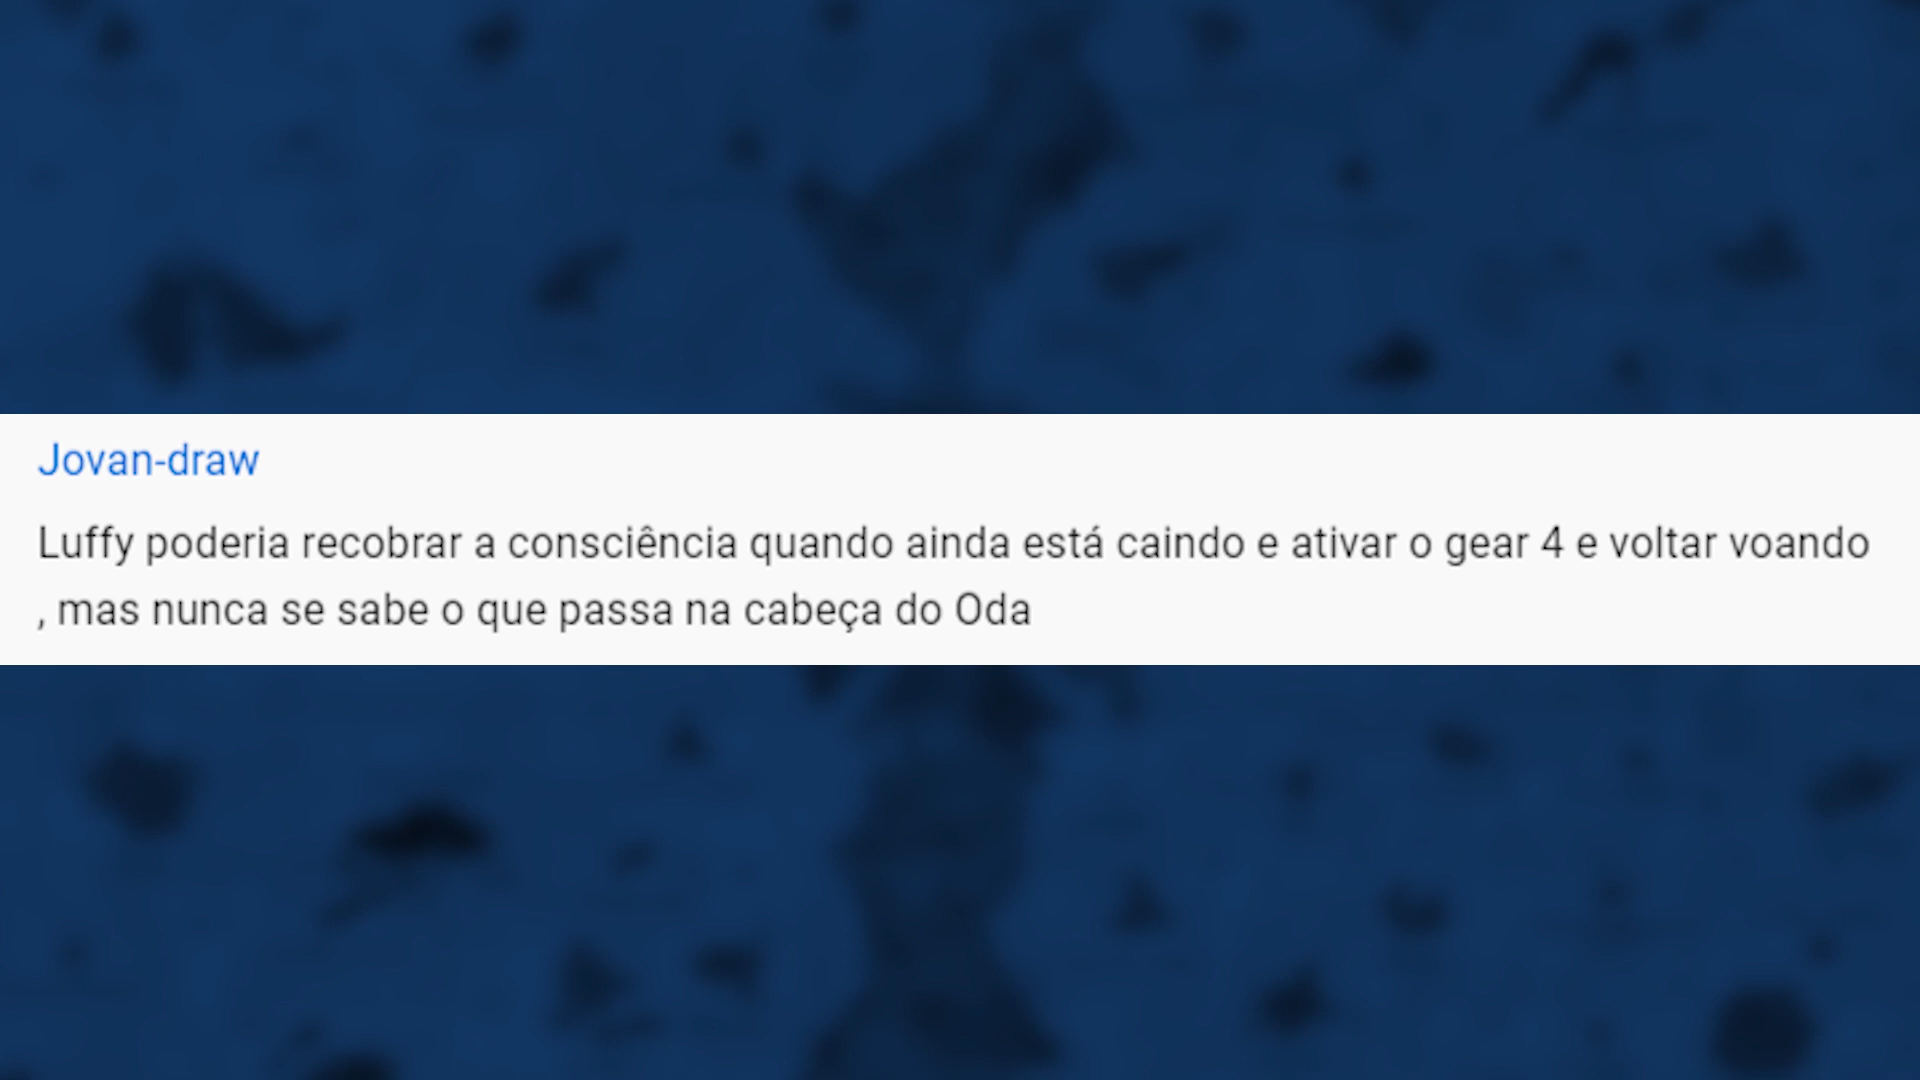 Jovan-draw
Luffy poderia recobrar a consciência quando ainda está caindo e ativar o gear 4 e voltar voando
, mas nunca se sabe o que passa na cabeça do Oda